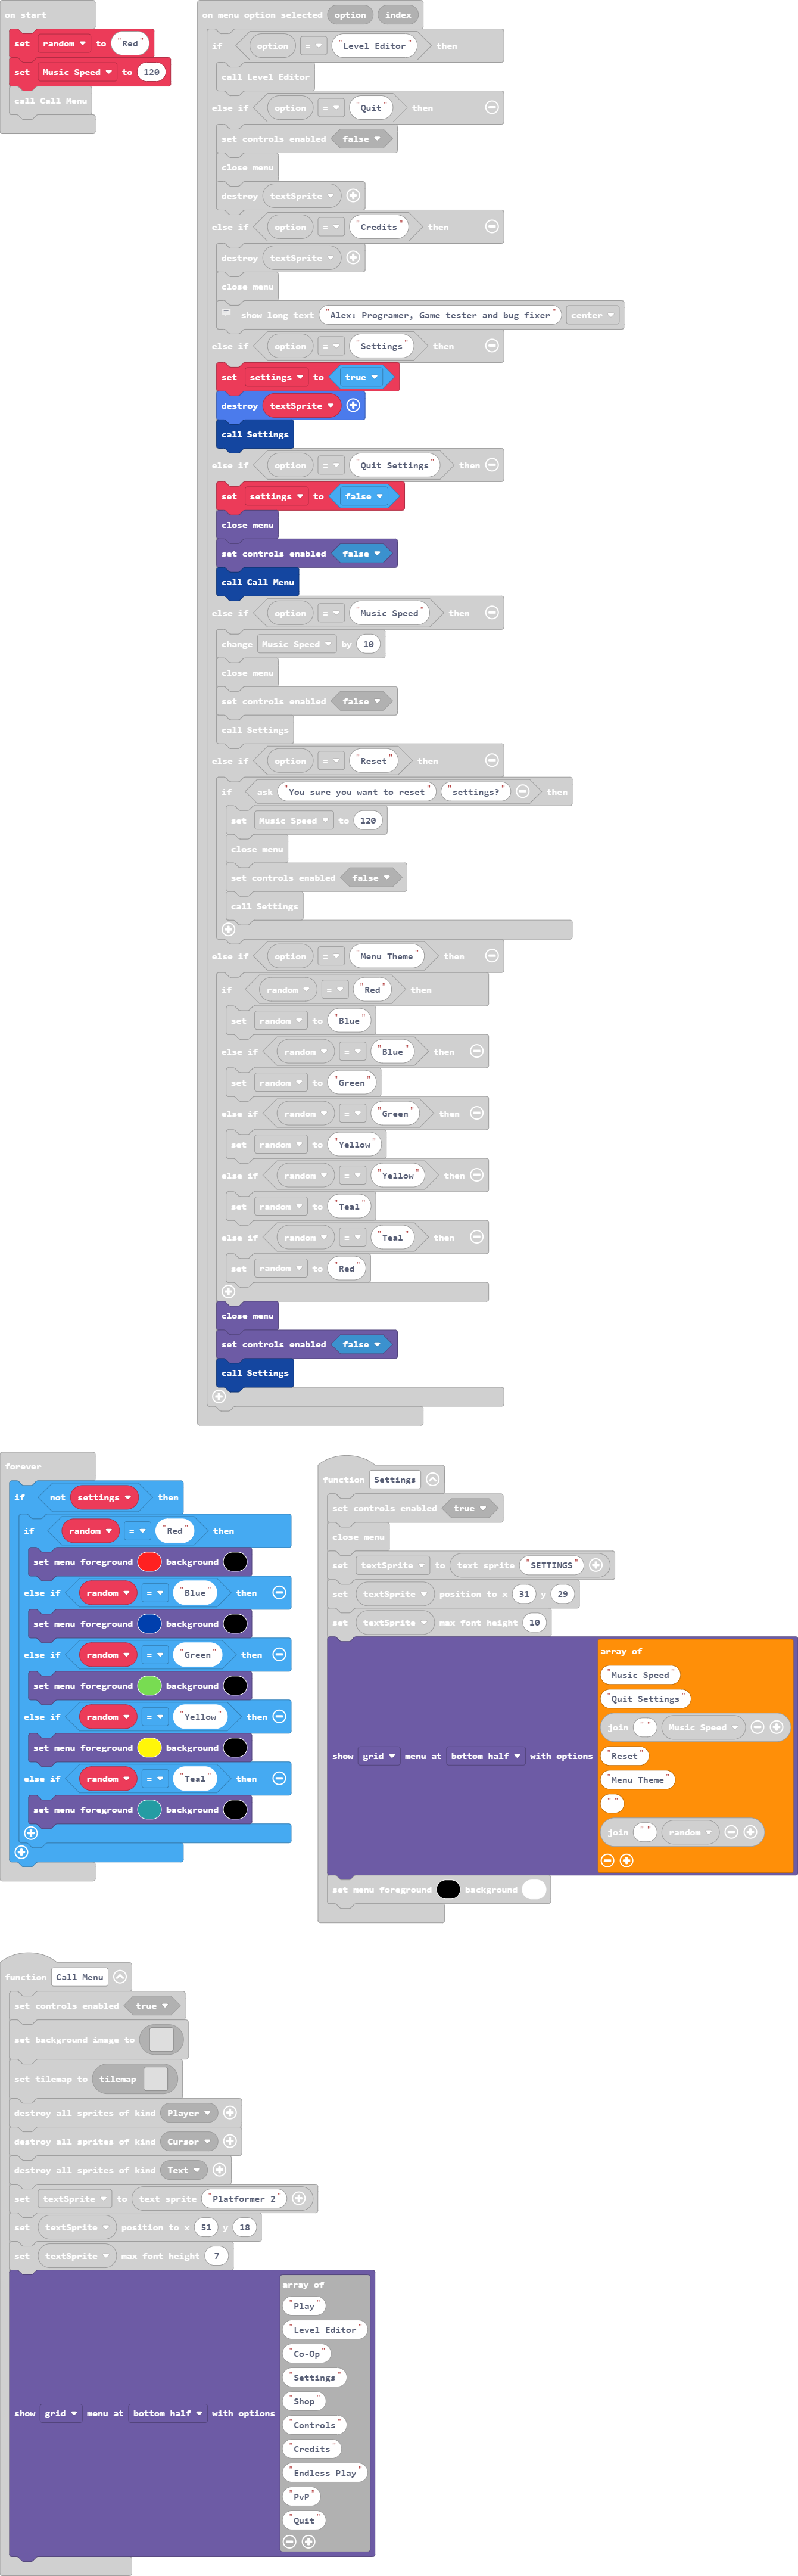 on start
set random to "Red"
set Music Speed to 120
call Call Menu
on menu option selected option index
if option = "Level Editor" then
call Level Editor
else if option = "Quit" then
set controls enabled false
close menu
destroy textSprite
else if option = "Credits" then
destroy textSprite
close menu
show long text "Alex: Programer, Game tester and bug fixer" center
else if option = "Settings" then
set settings to true
destroy textSprite
call Settings
else if option = "Quit Settings" then
set settings to false
close menu
set controls enabled false
call Call Menu
else if option = "Music Speed" then
change Music Speed by 10
close menu
set controls enabled false
call Settings
else if option = "Reset" then
if ask "You sure you want to reset" "settings?" then
set Music Speed to 120
close menu
set controls enabled false
call Settings
else if option = "Menu Theme" then
if random = "Red" then
set random to "Blue"
else if random = "Blue" then
set random to "Green"
else if random = "Green" then
set random to "Yellow"
else if random = "Yellow" then
set random to "Teal"
else if random = "Teal" then
set random to "Red"
close menu
set controls enabled false
call Settings
forever
if not settings then
if random = "Red" then
set menu foreground background
else if random = "Blue" then
set menu foreground background
else if random = "Green" then
set menu foreground background
else if random = "Yellow" then
set menu foreground background
else if random = "Teal" then
set menu foreground background
function Settings
set controls enabled true
close menu
set textSprite to text sprite "SETTINGS"
set textSprite position to x 31 y 29
set textSprite max font height 10
show grid menu at bottom half with options
array of
"Music Speed"
"Quit Settings"
join "" Music Speed
"Reset"
"Menu Theme"
""
join "" random
set menu foreground background
function Call Menu
set controls enabled true
set background image to
set tilemap to tilemap
destroy all sprites of kind Player
destroy all sprites of kind Cursor
destroy all sprites of kind Text
set textSprite to text sprite "Platformer 2"
set textSprite position to x 51 y 18
set textSprite max font height 7
show grid menu at bottom half with options
array of
"Play"
"Level Editor"
"Co-Op"
"Settings"
"Shop"
"Controls"
"Credits"
"Endless Play"
"PvP"
"Quit"